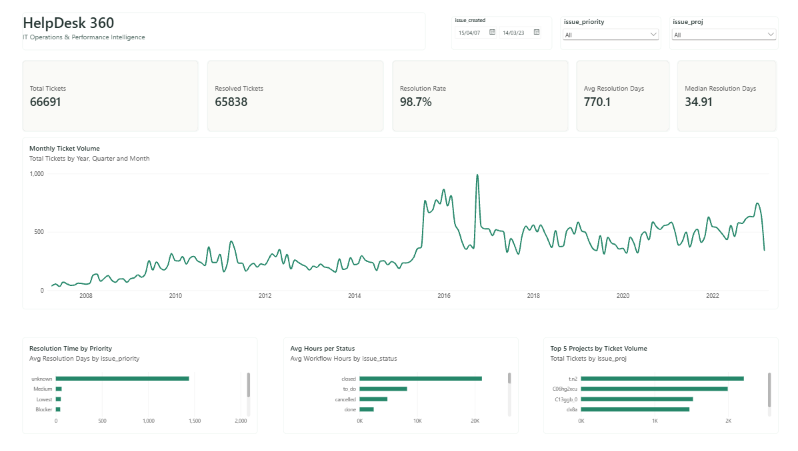 HelpDesk 360
IT Operations & Performance Intelligence
Issue created
15/04/07 14/03/23
issue_priority
All
issue_proj
All
Total Tickets
66691
Resolved Tickets
65838
Resolution Rate
98.7%
Avg Resolution Days
770.1
Median Resolution Days
34.91
Monthly Ticket Volume
Total Tickets by Year, Quarter and Month
1,000
500
0
2008 2010 2012 2014 2016 2018 2020 2022
Resolution Time by Priority
Avg Resolution Days by issue_priority
unknown
Medium
Lowest
Blocker
0 500 1,000 1,500 2,000
Avg Hours per Status
Avg Workflow Hours by issue_status
closed
to_do
cancelled
done
0K 10K 20K
Top 5 Projects by Ticket Volume
Total Tickets by issue_proj
0K 1K 2K